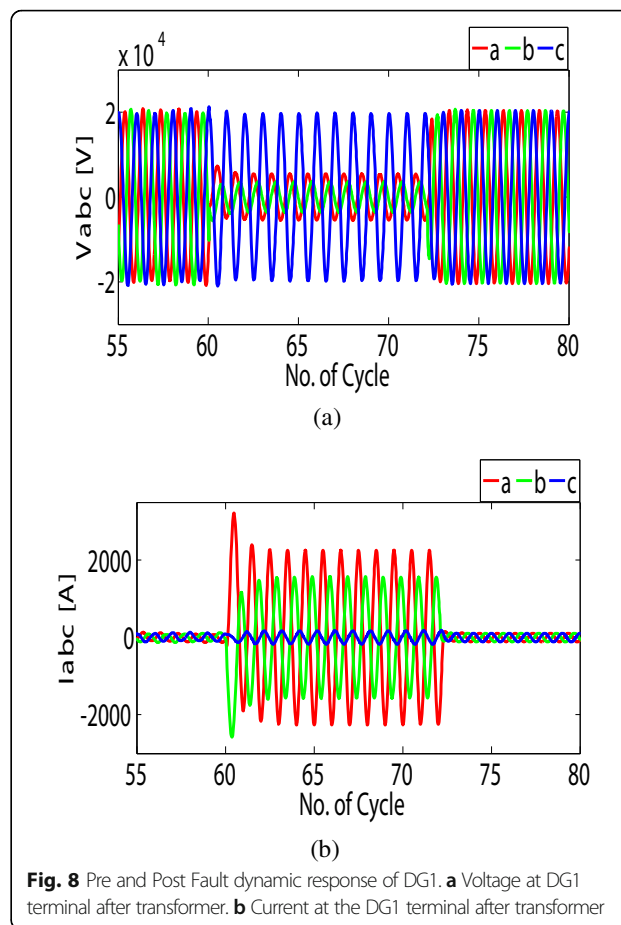 x 10^4
a b c
2
0
-2
Vabc [V]
55 60 65 70 75 80
No. of Cycle
(a)
a b c
2000
0
-2000
Iabc [A]
55 60 65 70 75 80
No. of Cycle
(b)
Fig. 8 Pre and Post Fault dynamic response of DG1. a Voltage at DG1
terminal after transformer. b Current at the DG1 terminal after transformer